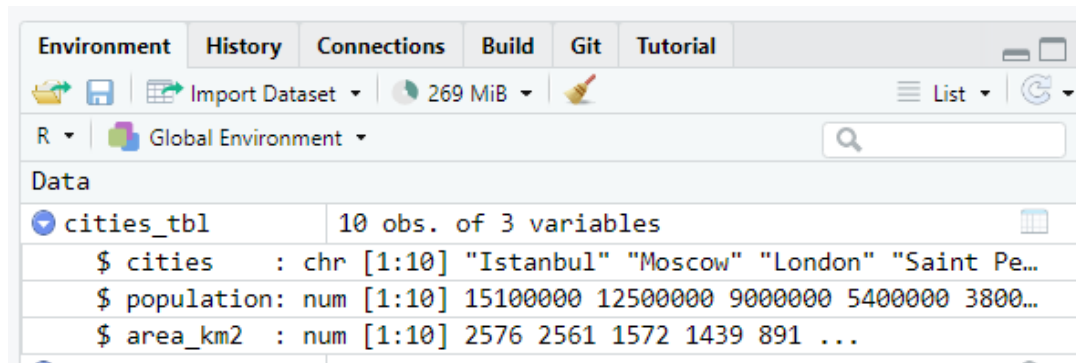 Environment History Connections Build Git Tutorial
Import Dataset 269 MiB List
R Global Environment
Data
cities_tbl 10 obs. of 3 variables
$ cities : chr [1:10] "Istanbul" "Moscow" "London" "Saint Pe…
$ population: num [1:10] 15100000 12500000 9000000 5400000 3800…
$ area_km2 : num [1:10] 2576 2561 1572 1439 891 ...